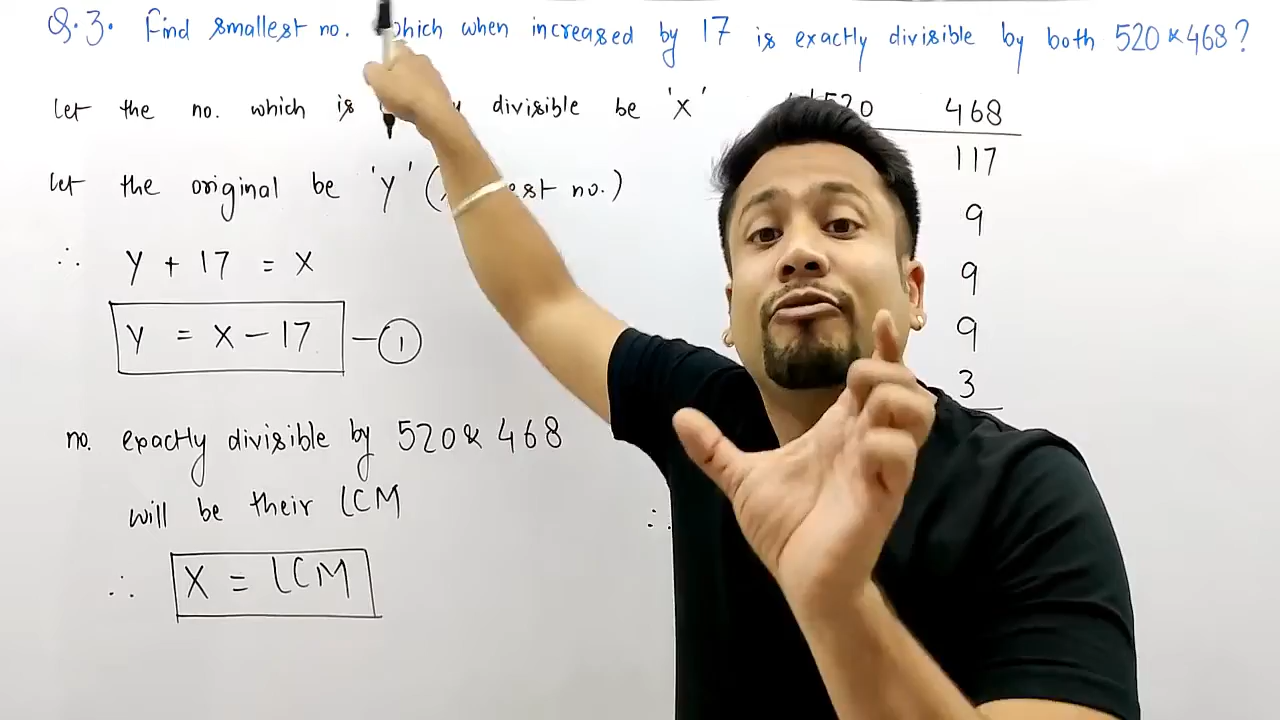 Q.3. Find smallest no. which when increased by 17 is exactly divisible by both 520 & 468?
Let the no. which is divisible be 'x'
Let the original be 'y' ( no.)
∴ y + 17 = x
y = x - 17 —①
no. exactly divisible by 520 & 468
will be their LCM
∴ x = LCM
520 468
117
9
9
9
3
∴